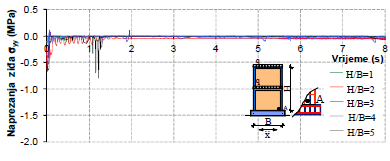 Naprezanja zida σyy (MPa)
0.5
0.0
-0.5
-1.0
-1.5
-2.0
0
1
2
3
4
5
6
7
8
Vrijeme (s)
H/B=1
H/B=2
H/B=3
H/B=4
H/B=5
H
B
x
A